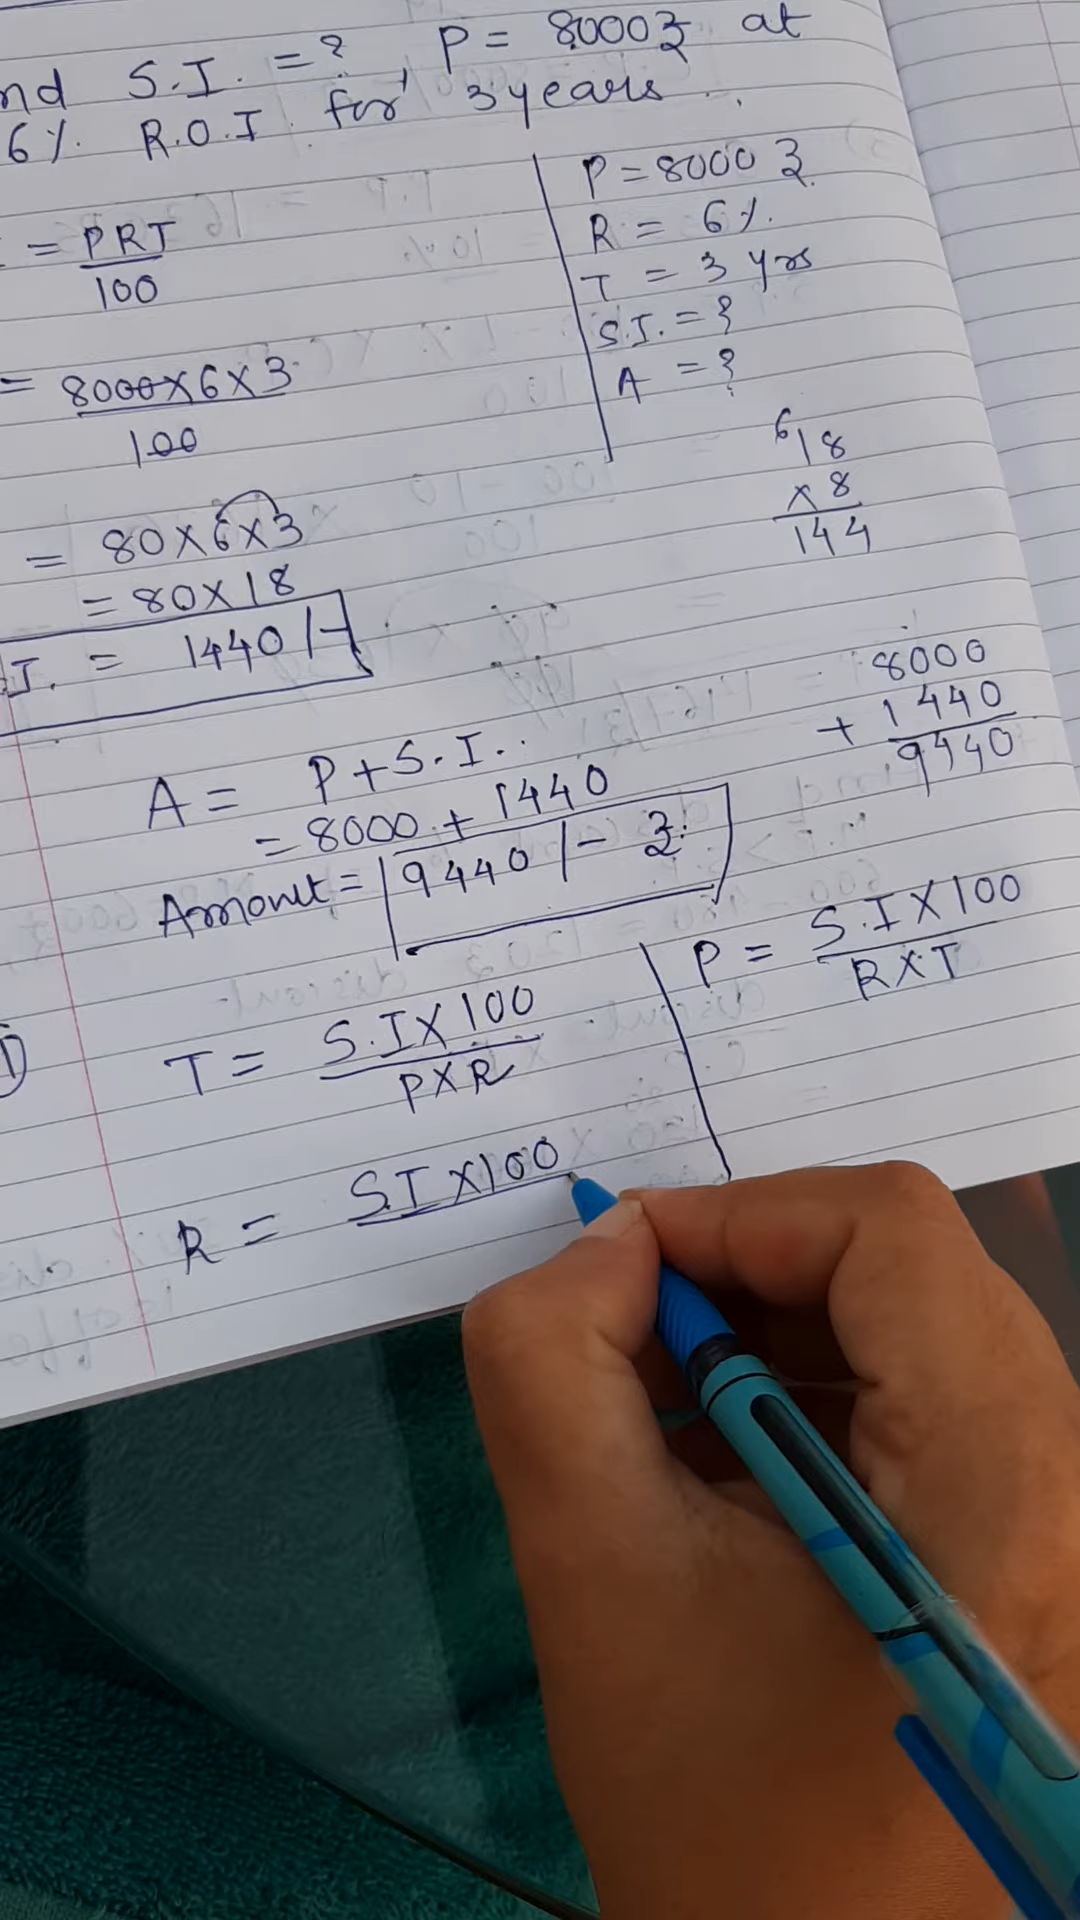 nd S.I. = ? , P = 8000₹ at
6%. R.O.I. for 3 years.
P = 8000 ₹.
R = 6 %.
T = 3 yrs
S.I. = ?
A = ?
= PRT
100
= 8000 × 6 × 3
100
= 80 × 6 × 3
= 80 × 18
I. = 1440 /-
6
18
× 8
144
8000
+ 1440
9440
A = P + S.I.
= 8000 + 1440
Amount = 9440 /- ₹.
T = S.I × 100
P × R
R = S.I × 100
P = S.I × 100
R × T